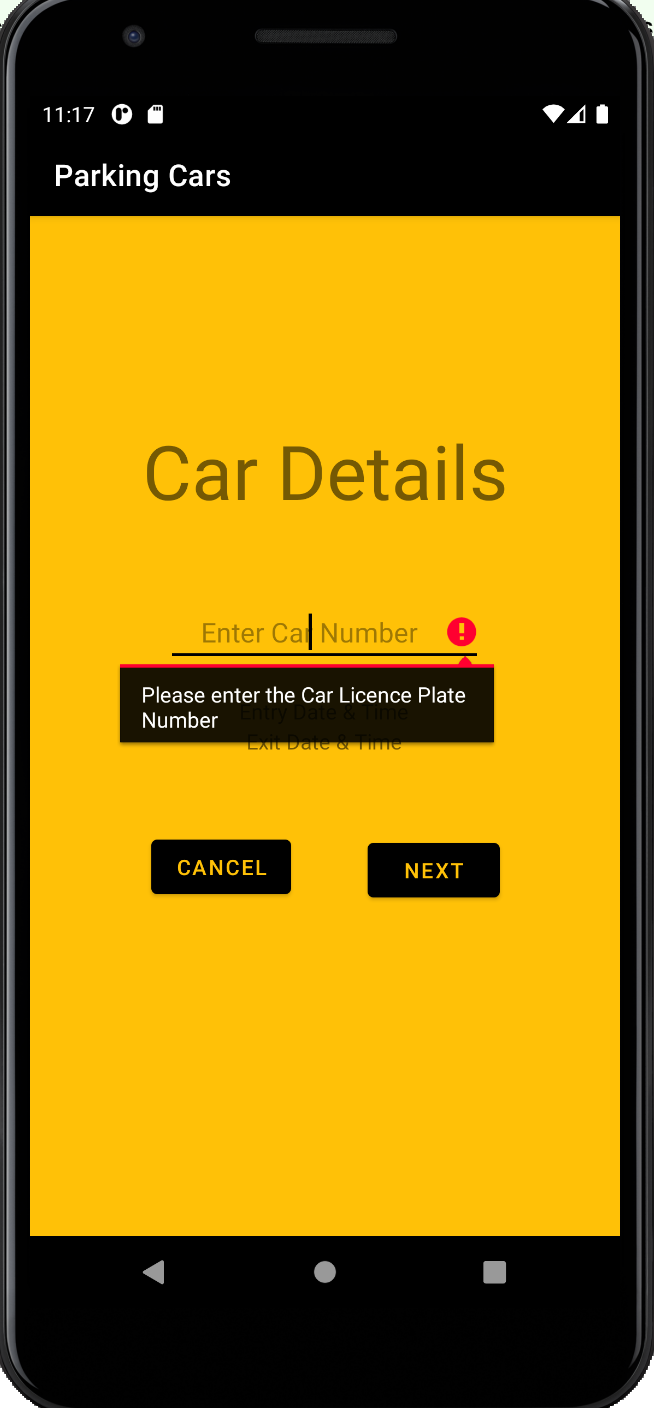 11:17
Parking Cars
Car Details
Enter Car Number
Please enter the Car Licence Plate
Number
Entry Date & Time
Exit Date & Time
CANCEL
NEXT